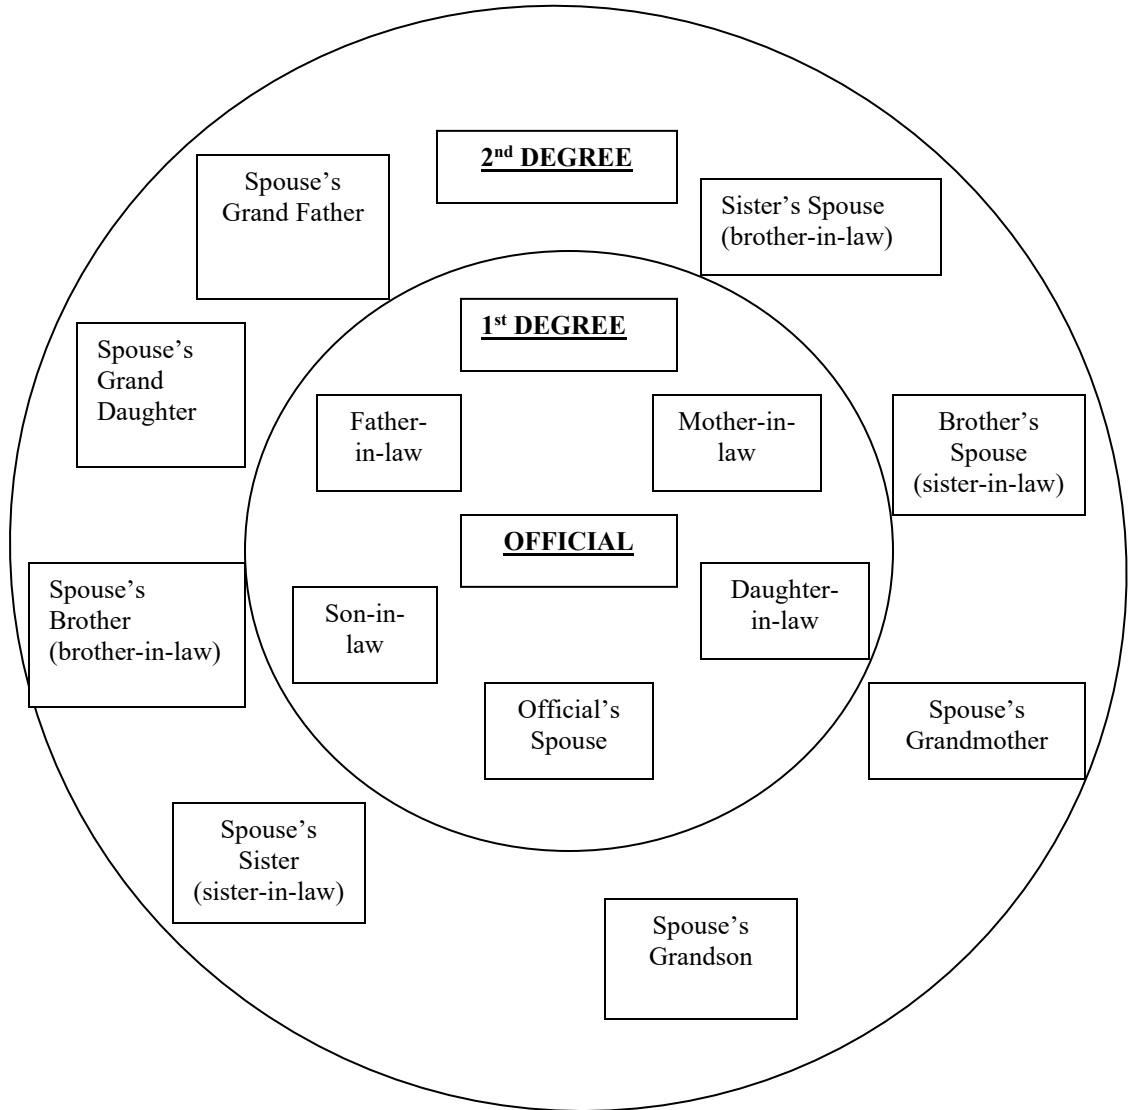 2nd DEGREE
Spouse’s
Grand Father
Sister’s Spouse
(brother-in-law)
1st DEGREE
Spouse’s
Grand
Daughter
Father-
in-law
Mother-in-
law
Brother’s
Spouse
(sister-in-law)
OFFICIAL
Spouse’s
Brother
(brother-in-law)
Son-in-
law
Daughter-
in-law
Official’s
Spouse
Spouse’s
Grandmother
Spouse’s
Sister
(sister-in-law)
Spouse’s
Grandson